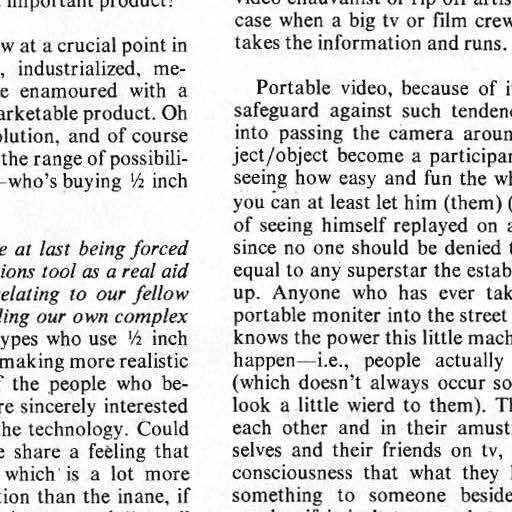 important product?
w at a crucial point in
, industrialized, me-
e enamoured with a
arketable product. Oh
olution, and of course
the range of possibili-
—who's buying ½ inch
e at last being forced
ions tool as a real aid
elating to our fellow
ling our own complex
ypes who use ½ inch
making more realistic
f the people who be-
re sincerely interested
he technology. Could
e share a feeling that
which is a lot more
tion than the inane, if
video chauvanist or rip off artis
case when a big tv or film crew
takes the information and runs.
Portable video, because of i
safeguard against such tendenc
into passing the camera aroun
ject/object become a participan
seeing how easy and fun the wh
you can at least let him (them) (
of seeing himself replayed on a
since no one should be denied t
equal to any superstar the estab
up. Anyone who has ever tak
portable moniter into the street
knows the power this little mach
happen—i.e., people actually
(which doesn't always occur so
look a little wierd to them). Th
each other and in their amust
selves and their friends on tv,
consciousness that what they
something to someone beside